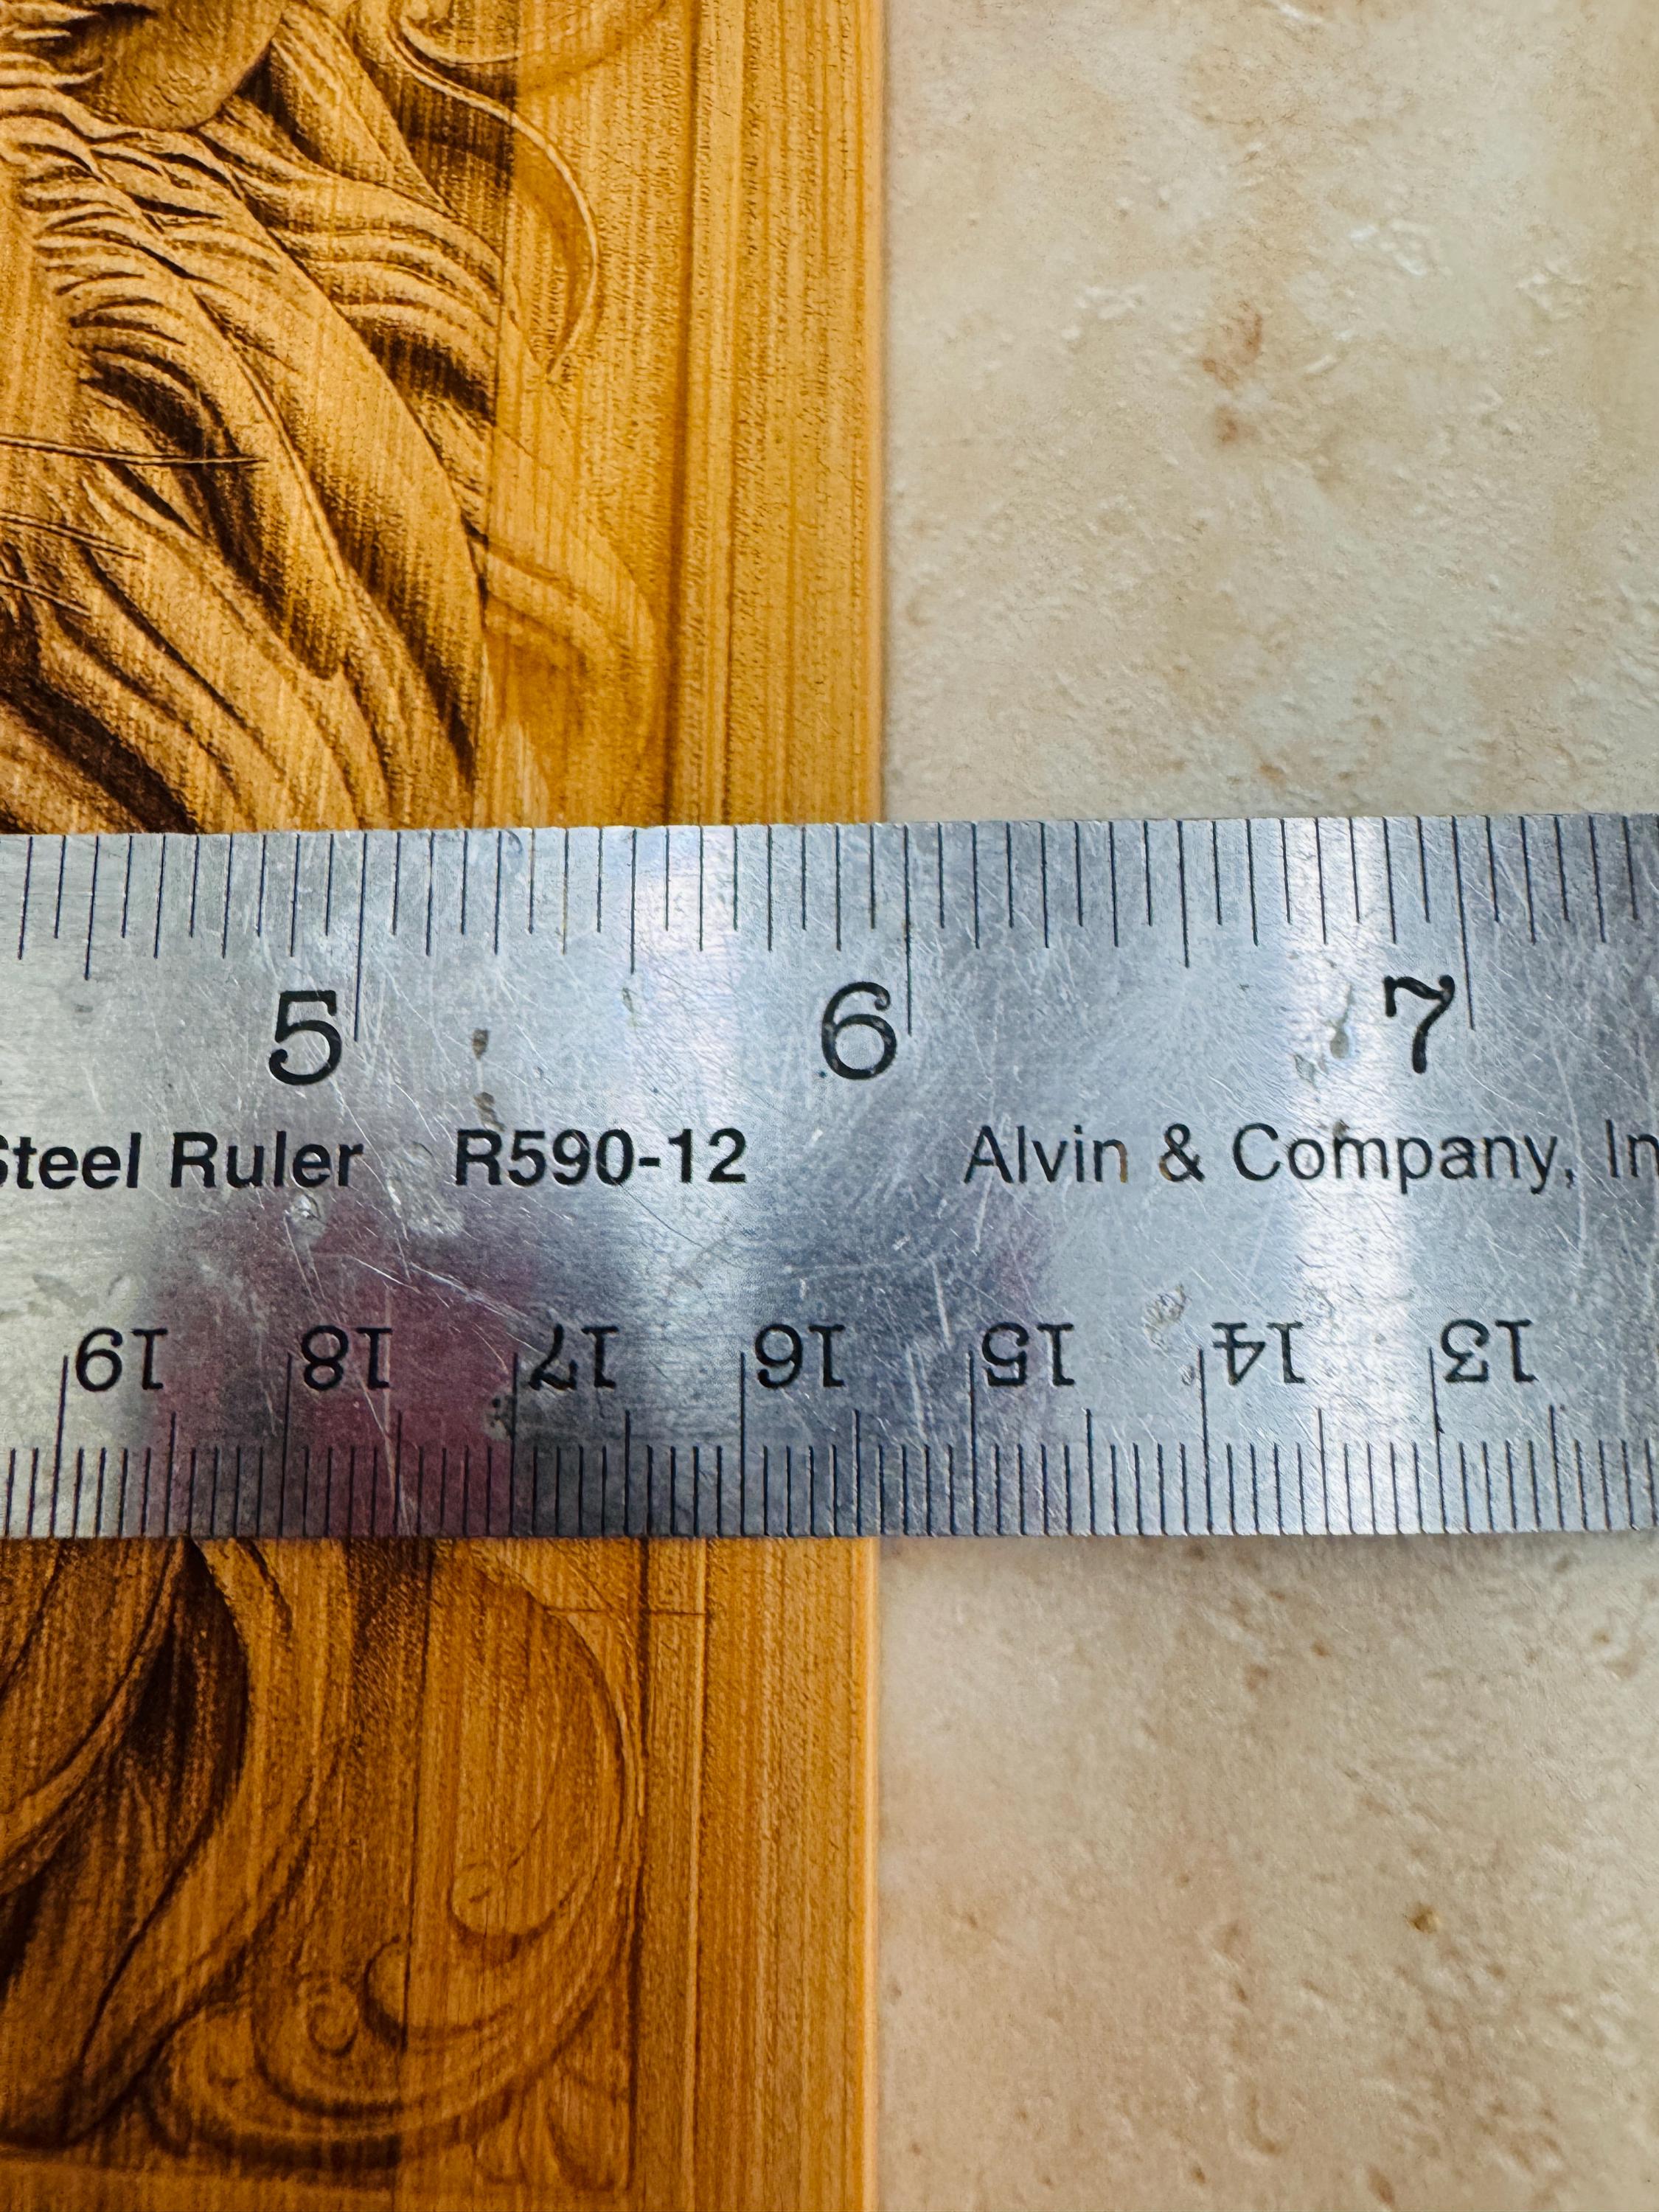 5 6 7
Steel Ruler R590-12 Alvin & Company, In
19 18 17 16 15 14 13